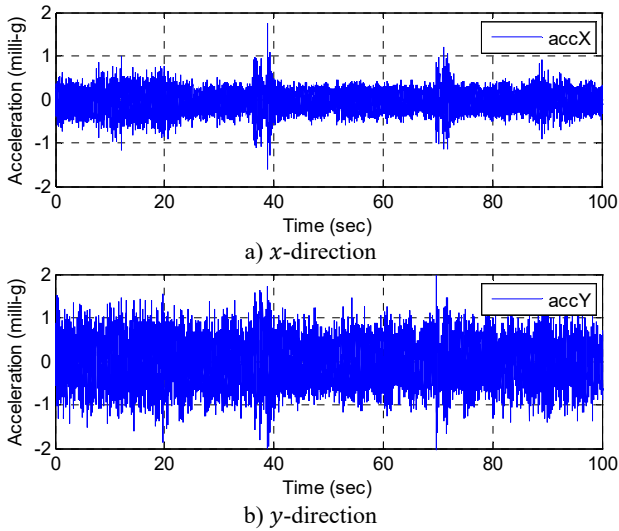 2
1
0
-1
-2
Acceleration (milli-g)
accX
0 20 40 60 80 100
Time (sec)
a) x-direction
2
1
0
-1
-2
Acceleration (milli-g)
accY
0 20 40 60 80 100
Time (sec)
b) y-direction